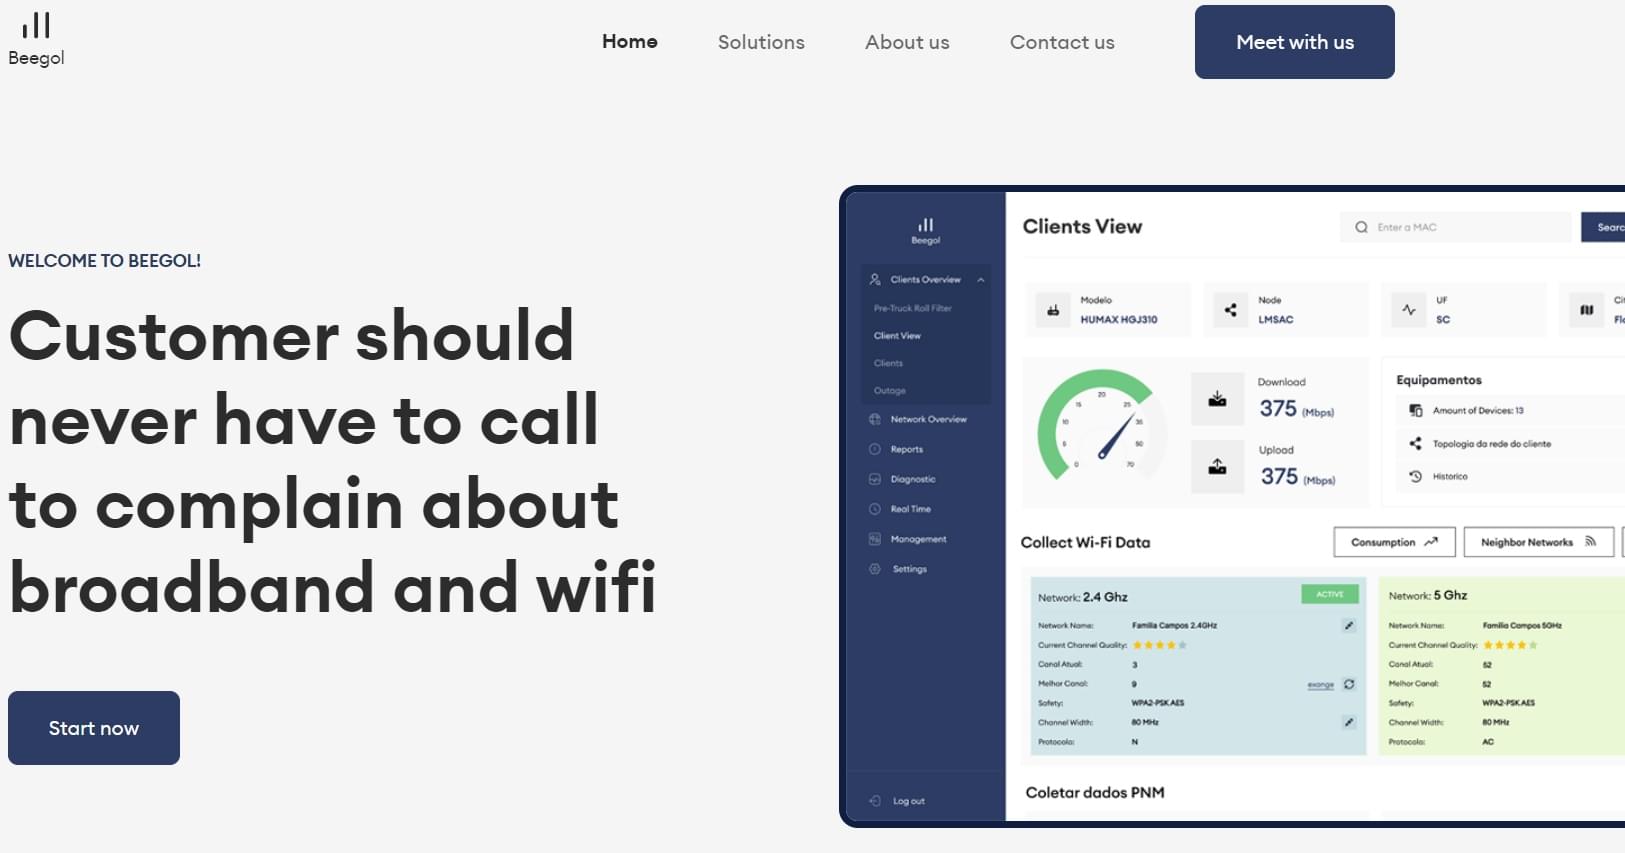 Beegol
Home
Solutions
About us
Contact us
Meet with us
WELCOME TO BEEGOL!
Customer should
never have to call
to complain about
broadband and wifi
Start now
Beegol
Clients Overview
Pre-Truck Roll Filter
Client View
Clients
Outage
Network Overview
Reports
Diagnostic
Real Time
Management
Settings
Log out
Clients View
Enter a MAC
Searc
Modelo
HUMAX HGJ310
Node
LMSAC
UF
SC
Cit
Flo
0 5 10 15 20 25 35 50 70
Download
375 (Mbps)
Upload
375 (Mbps)
Equipamentos
Amount of Devices: 13
Topologia da rede do cliente
Historico
Collect Wi-Fi Data
Consumption
Neighbor Networks
Network: 2.4 Ghz
ACTIVE
Network Name: Familia Campos 2.4GHz
Current Channel Quality:
Canal Atual: 3
Melhor Canal: 9
exange
Safety: WPA2-PSK.AES
Channel Width: 80 MHz
Protocolo: N
Network: 5 Ghz
Network Name: Familia Campos 5GHz
Current Channel Quality:
Canal Atual: 52
Melhor Canal: 52
Safety: WPA2-PSK.AES
Channel Width: 80 MHz
Protocolo: AC
Coletar dados PNM